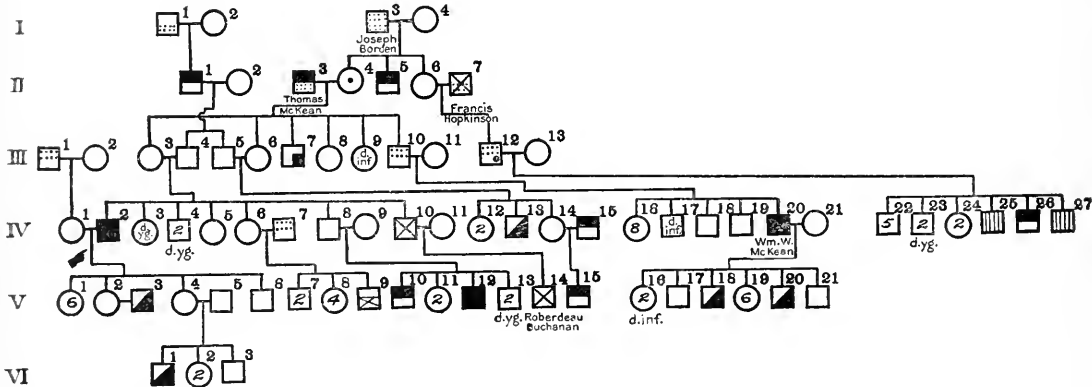 I 1 2 3 4
Joseph
Borden
II 1 2 3 4 5 6 7
Thomas
McKean
Francis
Hopkinson
III 1 2 3 4 5 6 7 8 9 10 11 12 13
d.
inf.
IV 1 2 3 4 5 6 7 8 9 10 11 12 13 14 15 16 17 18 19 20 21 22 23 24 25 26 27
d. yg. 2 2 8 d. inf. 5 2 2
d.yg. Wm.W. d.yg.
McKean
V 1 2 3 4 5 6 7 8 9 10 11 12 13 14 15 16 17 18 19 20 21
6 2 4 2 2 2 6
d.yg. Roberdeau d.inf.
Buchanan
VI 1 2 3
2